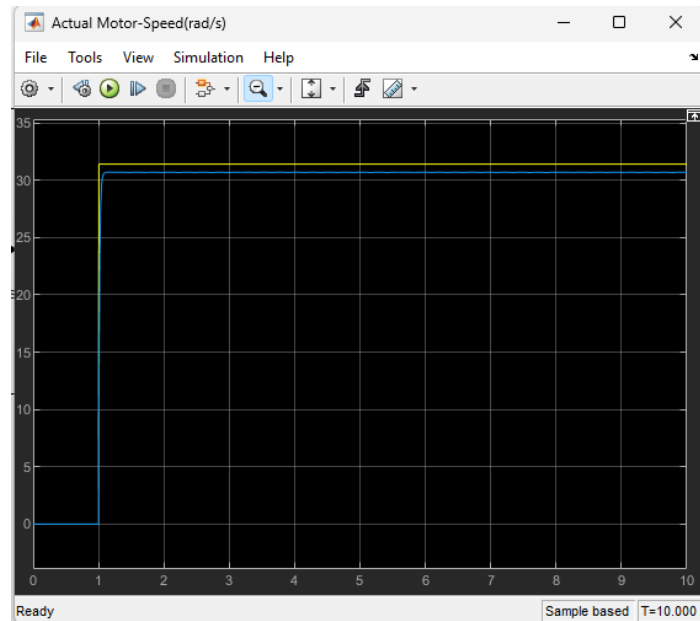 Actual Motor-Speed(rad/s)
File Tools View Simulation Help
35
30
25
20
15
10
5
0
0 1 2 3 4 5 6 7 8 9 10
Ready Sample based T=10.000